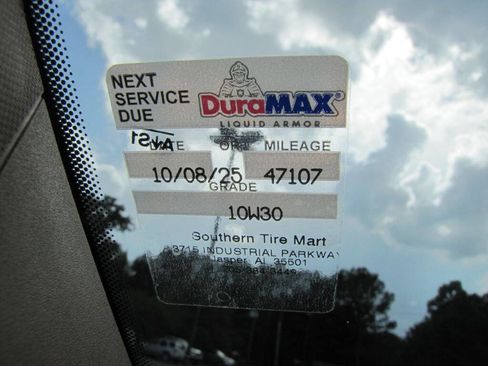 NEXT
SERVICE
DUE
DURAMAX
LIQUID ARMOR
DATE OR MILEAGE
10/08/25 47107
GRADE
10W30
Southern Tire Mart
3715 INDUSTRIAL PARKWAY
Jasper, Al 35501